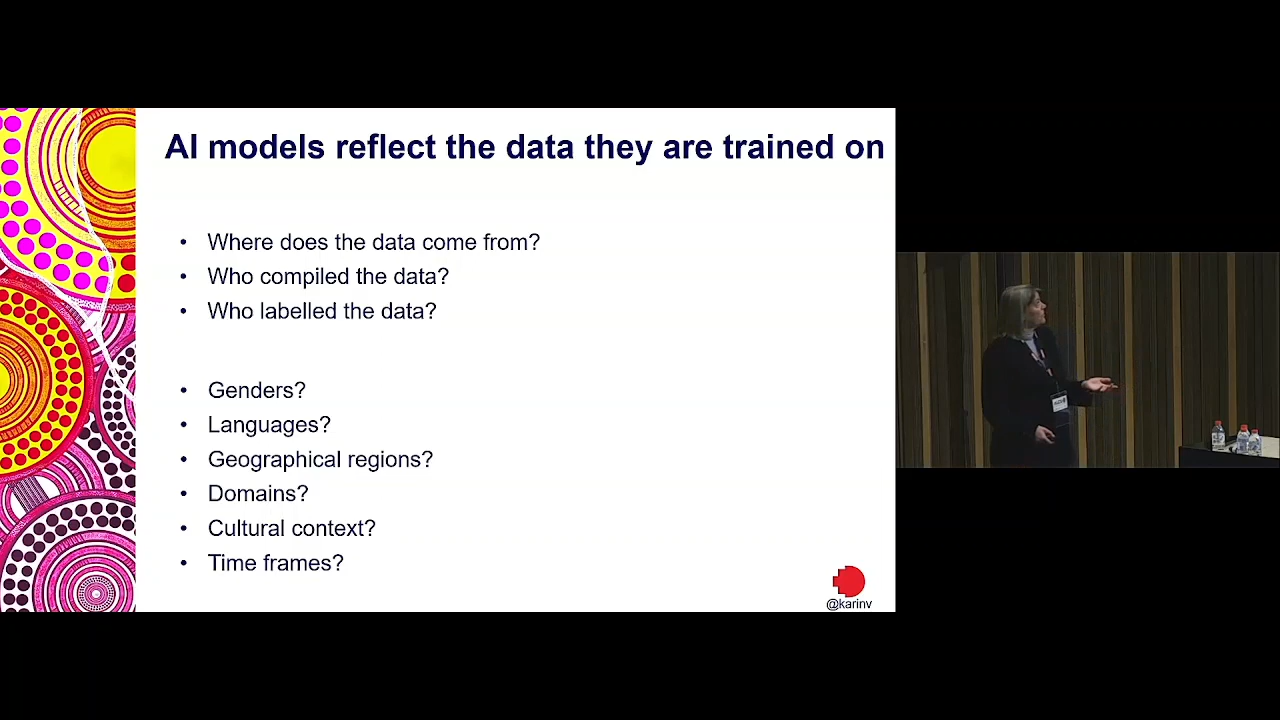 AI models reflect the data they are trained on
• Where does the data come from?
• Who compiled the data?
• Who labelled the data?
• Genders?
• Languages?
• Geographical regions?
• Domains?
• Cultural context?
• Time frames?
@karinv